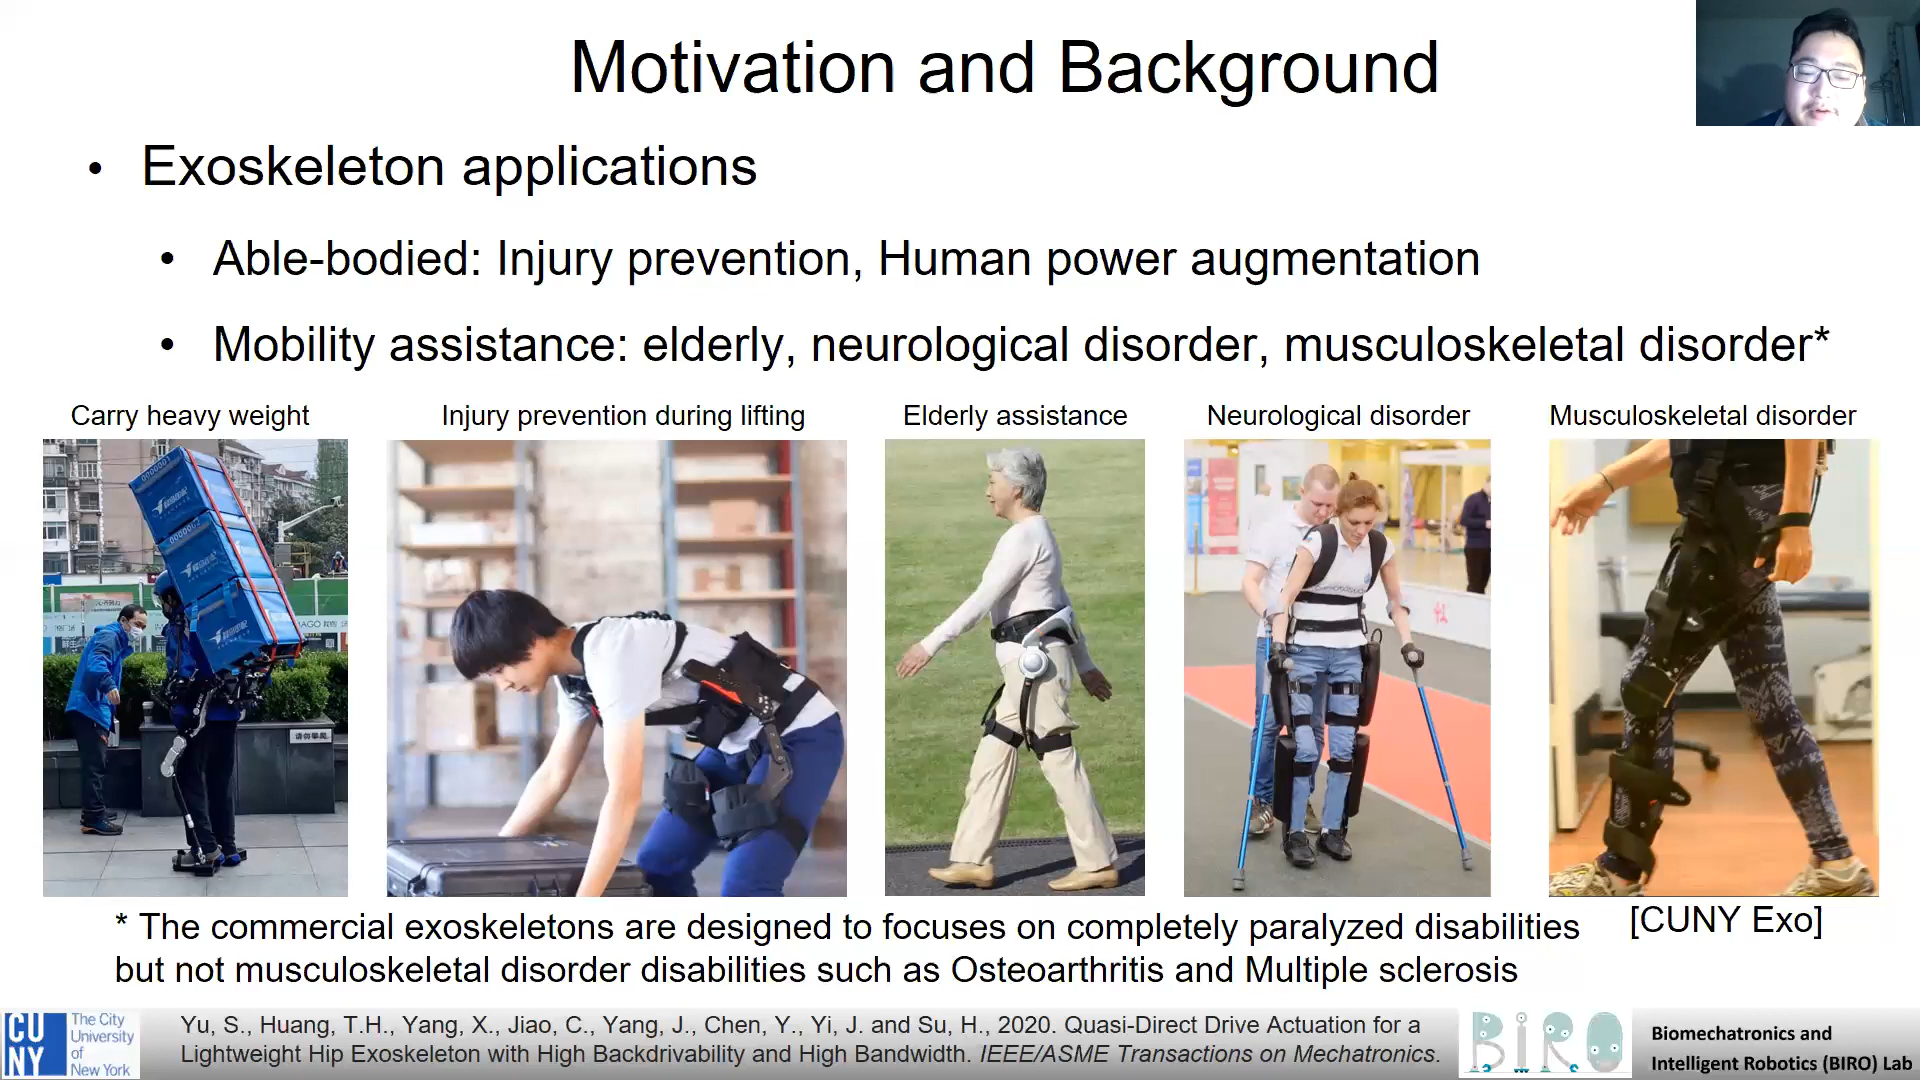 Motivation and Background
• Exoskeleton applications
• Able-bodied: Injury prevention, Human power augmentation
• Mobility assistance: elderly, neurological disorder, musculoskeletal disorder*
Carry heavy weight
Injury prevention during lifting
Elderly assistance
Neurological disorder
Musculoskeletal disorder
* The commercial exoskeletons are designed to focuses on completely paralyzed disabilities
but not musculoskeletal disorder disabilities such as Osteoarthritis and Multiple sclerosis
[CUNY Exo]
CU
NY
The City
University
of
New York
Yu, S., Huang, T.H., Yang, X., Jiao, C., Yang, J., Chen, Y., Yi, J. and Su, H., 2020. Quasi-Direct Drive Actuation for a
Lightweight Hip Exoskeleton with High Backdrivability and High Bandwidth. IEEE/ASME Transactions on Mechatronics.
BiRO
Biomechatronics and
Intelligent Robotics (BIRO) Lab